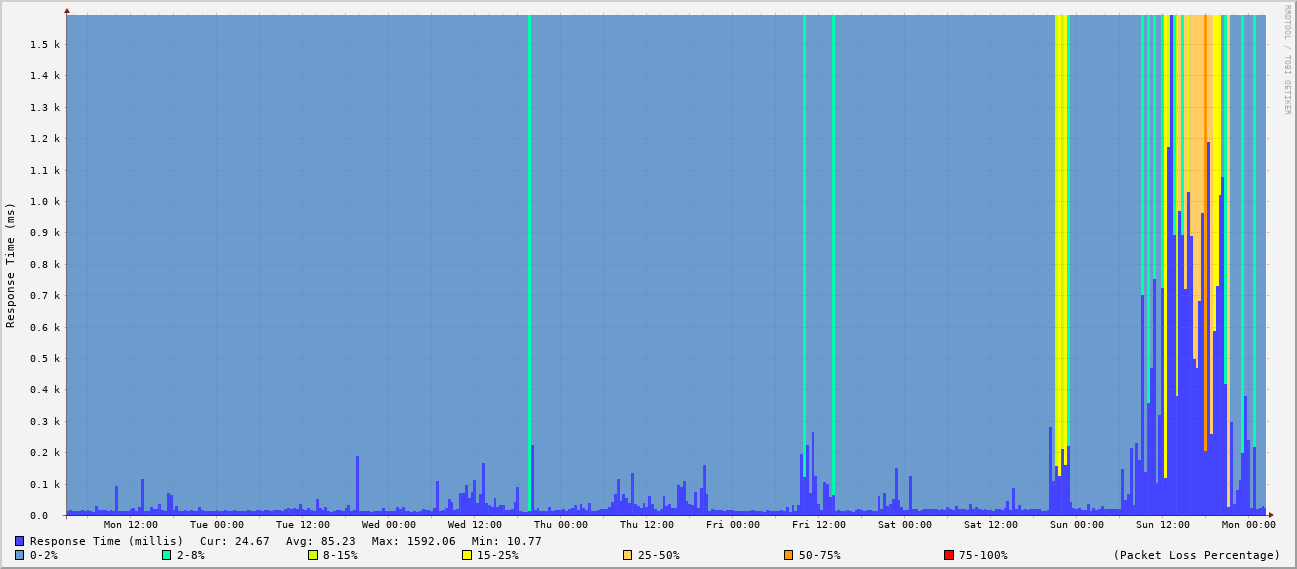 RRDTOOL / TOBI OETIKER
Response Time (ms)
1.5 k
1.4 k
1.3 k
1.2 k
1.1 k
1.0 k
0.9 k
0.8 k
0.7 k
0.6 k
0.5 k
0.4 k
0.3 k
0.2 k
0.1 k
0.0
Mon 12:00 Tue 00:00 Tue 12:00 Wed 00:00 Wed 12:00 Thu 00:00 Thu 12:00 Fri 00:00 Fri 12:00 Sat 00:00 Sat 12:00 Sun 00:00 Sun 12:00 Mon 00:00
Response Time (millis) Cur: 24.67 Avg: 85.23 Max: 1592.06 Min: 10.77
0-2% 2-8% 8-15% 15-25% 25-50% 50-75% 75-100% (Packet Loss Percentage)